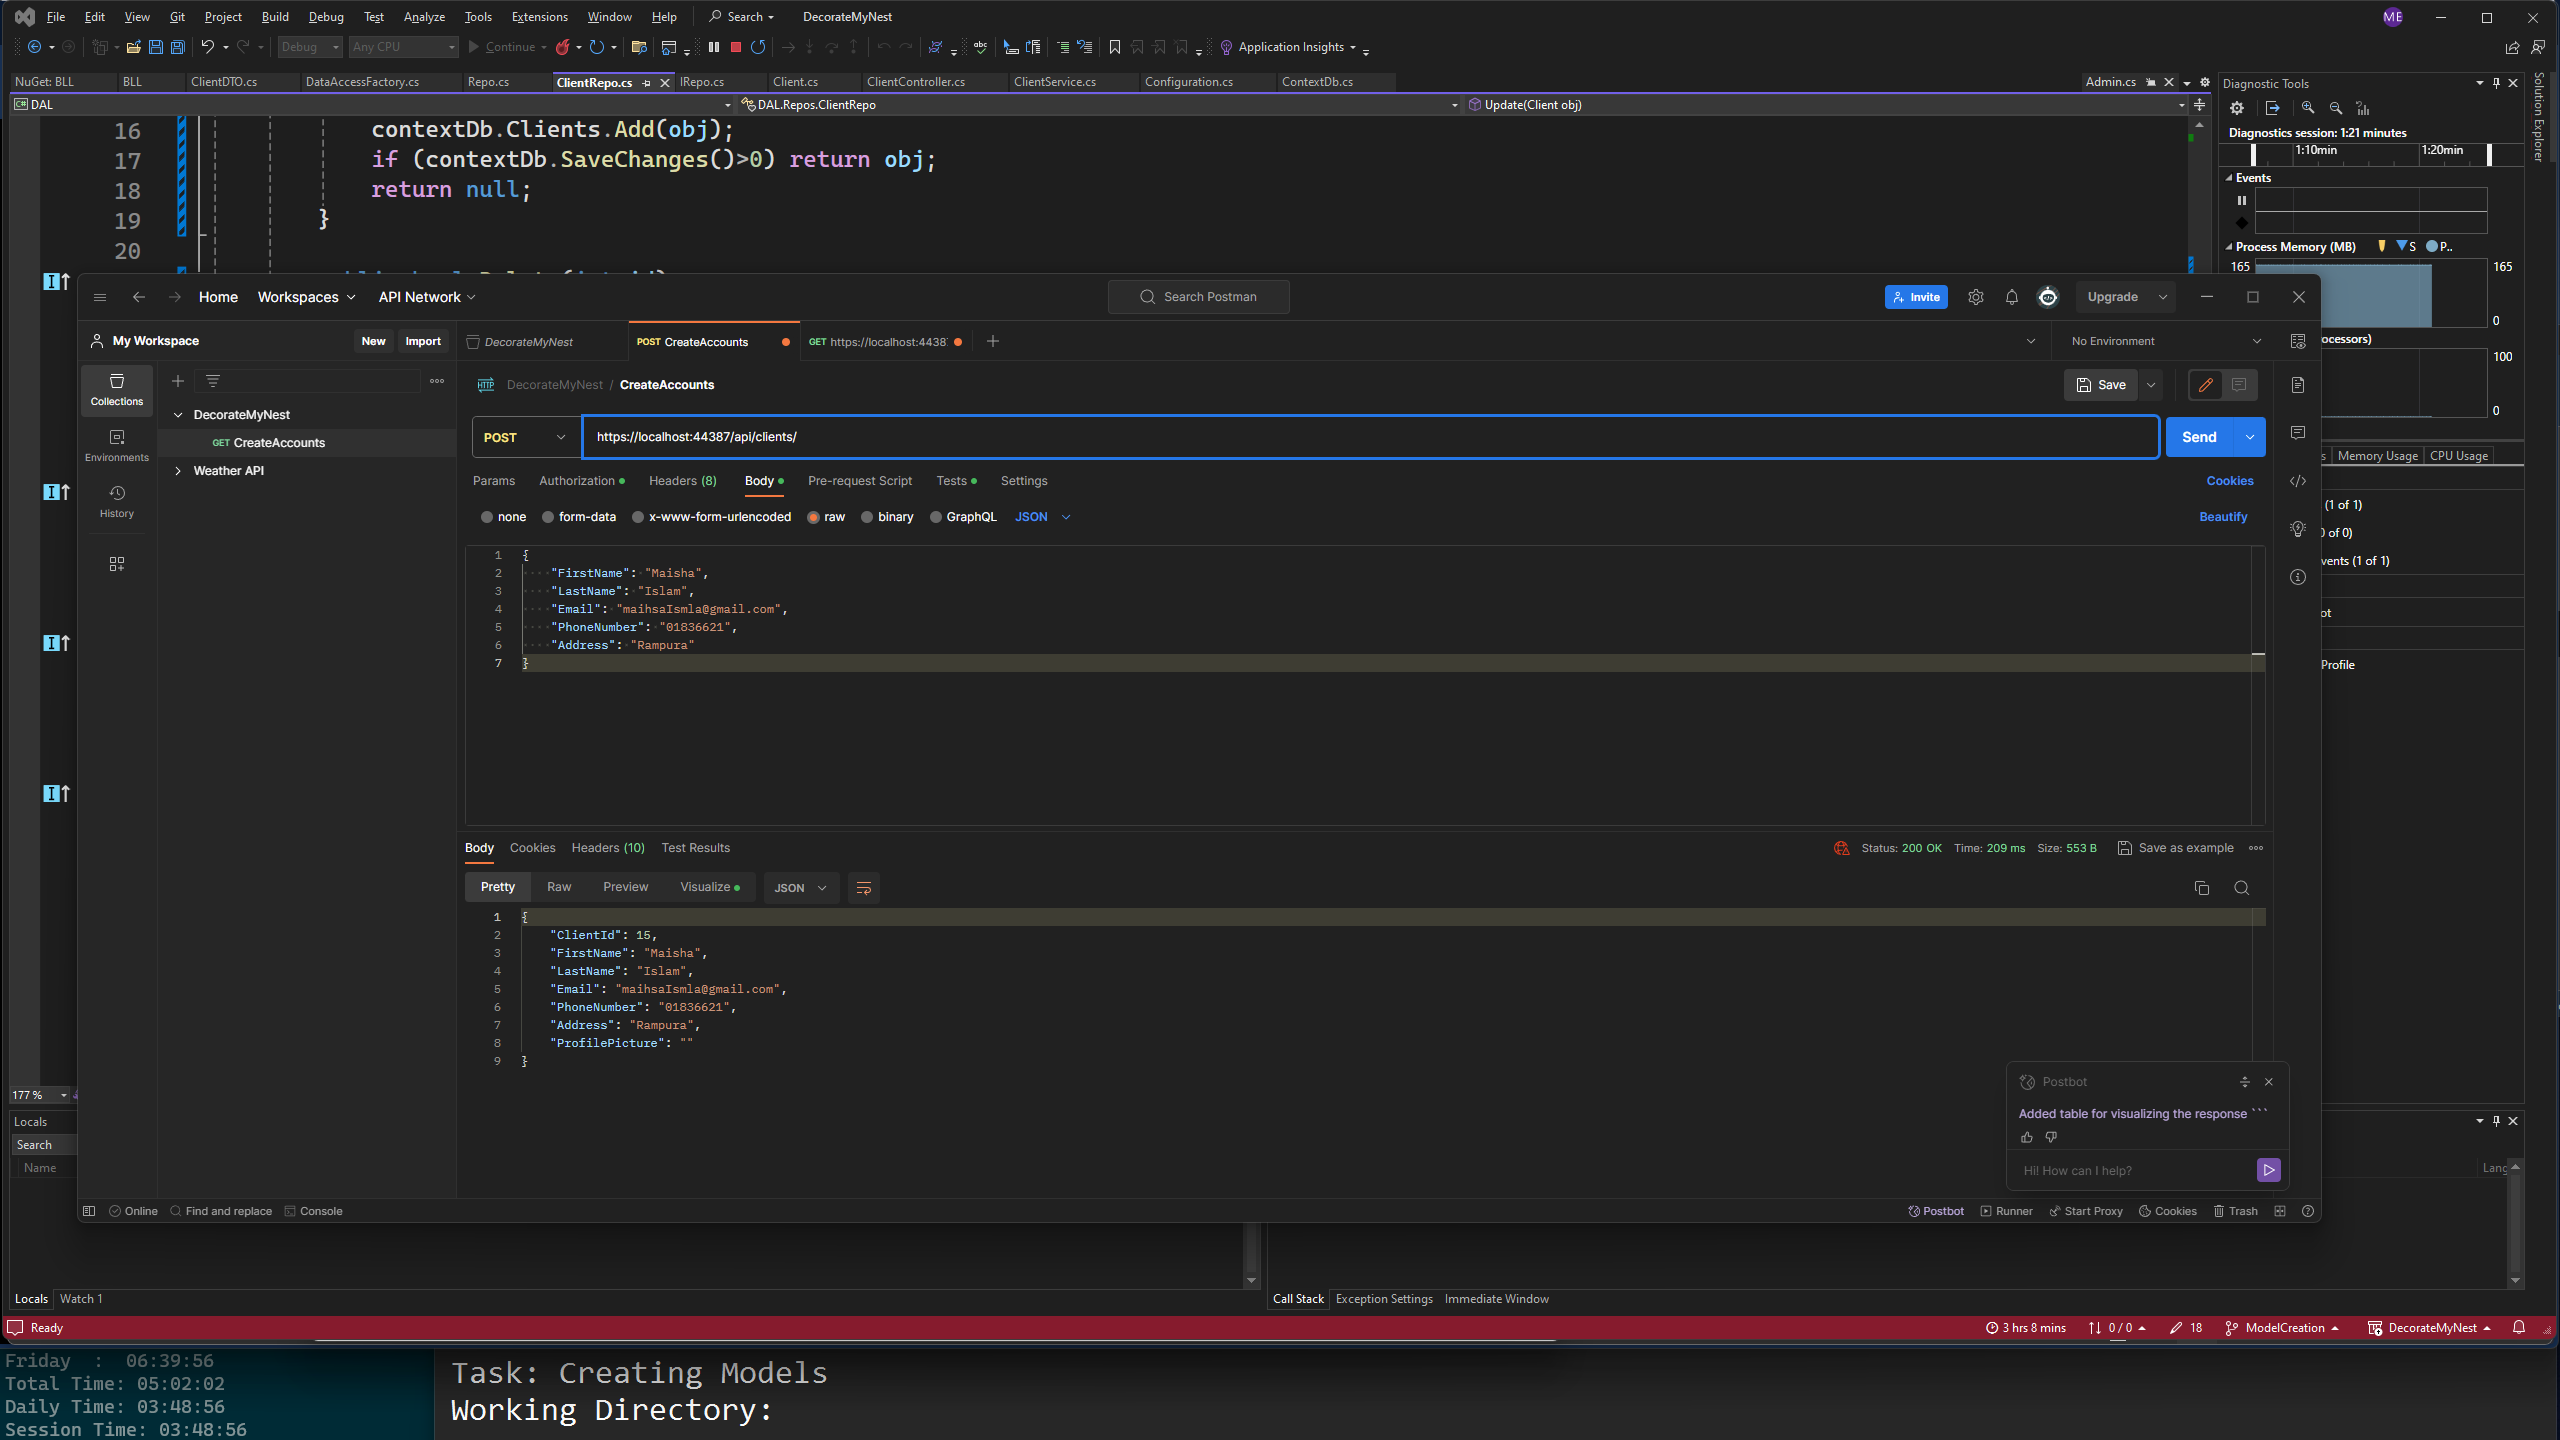 File Edit View Git Project Build Debug Test Analyze Tools Extensions Window Help Search DecorateMyNest ME
Debug Any CPU Continue Application Insights
NuGet: BLL BLL ClientDTO.cs DataAccessFactory.cs Repo.cs ClientRepo.cs IRepo.cs Client.cs ClientController.cs ClientService.cs Configuration.cs ContextDb.cs Admin.cs
DAL DAL.Repos.ClientRepo Update(Client obj)
16 contextDb.Clients.Add(obj);
17 if (contextDb.SaveChanges()>0) return obj;
18 return null;
19 }
20
Diagnostic Tools
Diagnostics session: 1:21 minutes
1:10min 1:20min
Events
Process Memory (MB) S P..
165 165
0
ocessors)
100
0
Memory Usage CPU Usage
(1 of 1)
of 0)
vents (1 of 1)
ot
Profile
Solution Explorer
Home Workspaces API Network Search Postman Invite Upgrade
My Workspace New Import DecorateMyNest POST CreateAccounts GET https://localhost:4438 No Environment
Collections
Environments
History
DecorateMyNest
GET CreateAccounts
Weather API
HTTP DecorateMyNest / CreateAccounts Save
POST https://localhost:44387/api/clients/ Send
Params Authorization Headers (8) Body Pre-request Script Tests Settings Cookies
none form-data x-www-form-urlencoded raw binary GraphQL JSON Beautify
1 {
2 "FirstName": "Maisha",
3 "LastName": "Islam",
4 "Email": "maihsaIsmla@gmail.com",
5 "PhoneNumber": "01836621",
6 "Address": "Rampura"
7 }
Body Cookies Headers (10) Test Results Status: 200 OK Time: 209 ms Size: 553 B Save as example
Pretty Raw Preview Visualize JSON
1 {
2 "ClientId": 15,
3 "FirstName": "Maisha",
4 "LastName": "Islam",
5 "Email": "maihsaIsmla@gmail.com",
6 "PhoneNumber": "01836621",
7 "Address": "Rampura",
8 "ProfilePicture": ""
9 }
Postbot
Added table for visualizing the response ```
Hi! How can I help?
Online Find and replace Console Postbot Runner Start Proxy Cookies Trash
177 %
Locals
Search
Name
Lang
Locals Watch 1 Call Stack Exception Settings Immediate Window
Ready 3 hrs 8 mins 0 / 0 18 ModelCreation DecorateMyNest
Friday : 06:39:56
Total Time: 05:02:02
Daily Time: 03:48:56
Session Time: 03:48:56
Task: Creating Models
Working Directory: